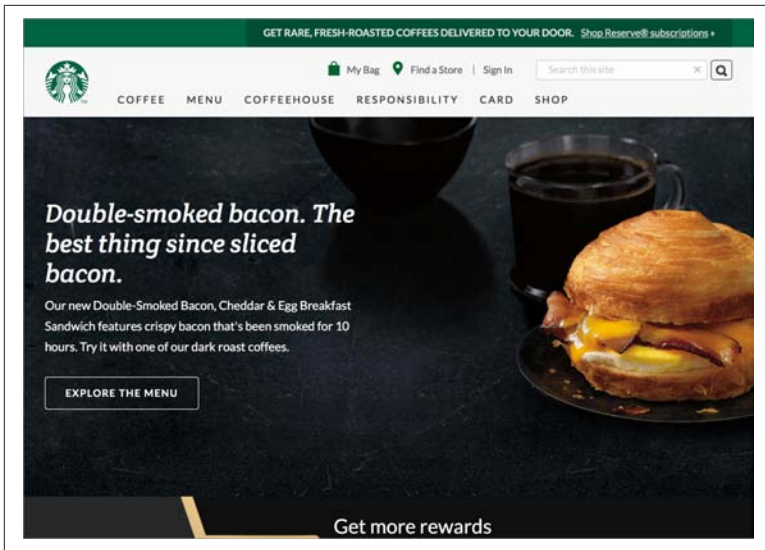 GET RARE, FRESH-ROASTED COFFEES DELIVERED TO YOUR DOOR. Shop Reserve® subscriptions »
My Bag Find a Store | Sign In Search this site ×
COFFEE MENU COFFEEHOUSE RESPONSIBILITY CARD SHOP
Double-smoked bacon. The
best thing since sliced
bacon.
Our new Double-Smoked Bacon, Cheddar & Egg Breakfast
Sandwich features crispy bacon that's been smoked for 10
hours. Try it with one of our dark roast coffees.
EXPLORE THE MENU
Get more rewards